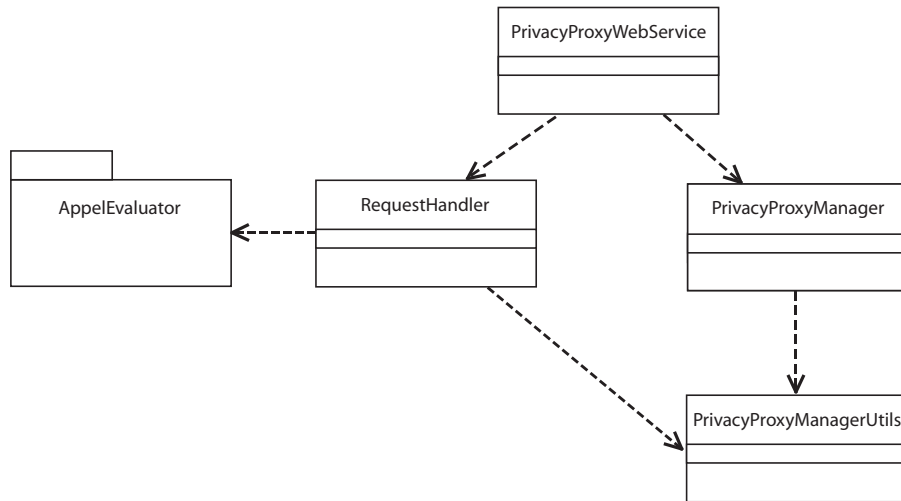 PrivacyProxyWebService
AppelEvaluator
RequestHandler
PrivacyProxyManager
PrivacyProxyManagerUtils